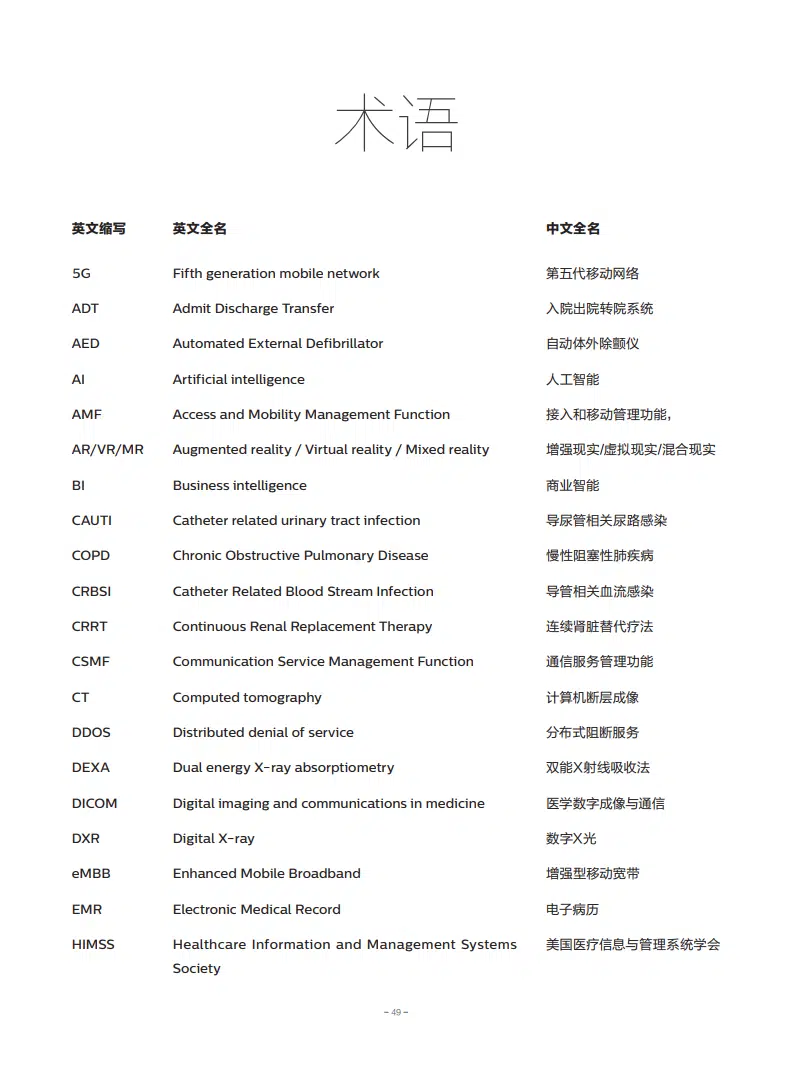 术语
英文缩写 英文全名 中文全名
5G Fifth generation mobile network 第五代移动网络
ADT Admit Discharge Transfer 入院出院转院系统
AED Automated External Defibrillator 自动体外除颤仪
AI Artificial intelligence 人工智能
AMF Access and Mobility Management Function 接入和移动管理功能，
AR/VR/MR Augmented reality / Virtual reality / Mixed reality 增强现实/虚拟现实/混合现实
BI Business intelligence 商业智能
CAUTI Catheter related urinary tract infection 导尿管相关尿路感染
COPD Chronic Obstructive Pulmonary Disease 慢性阻塞性肺疾病
CRBSI Catheter Related Blood Stream Infection 导管相关血流感染
CRRT Continuous Renal Replacement Therapy 连续肾脏替代疗法
CSMF Communication Service Management Function 通信服务管理功能
CT Computed tomography 计算机断层成像
DDOS Distributed denial of service 分布式阻断服务
DEXA Dual energy X-ray absorptiometry 双能X射线吸收法
DICOM Digital imaging and communications in medicine 医学数字成像与通信
DXR Digital X-ray 数字X光
eMBB Enhanced Mobile Broadband 增强型移动宽带
EMR Electronic Medical Record 电子病历
HIMSS Healthcare Information and Management Systems 美国医疗信息与管理系统学会
Society
- 49 -